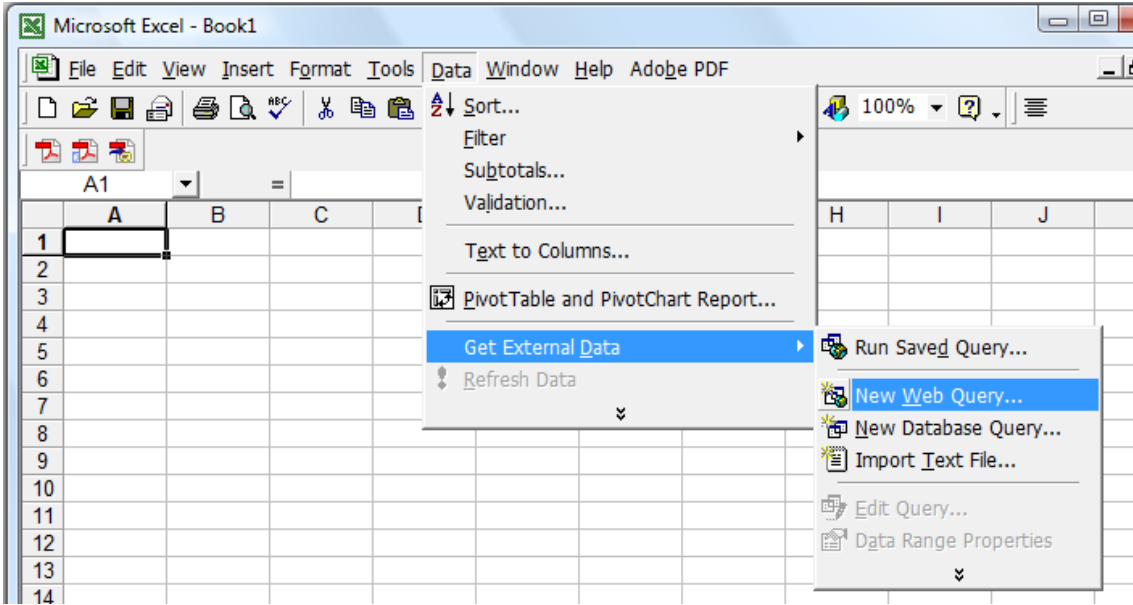 Microsoft Excel - Book1
File Edit View Insert Format Tools Data Window Help Adobe PDF
ABC
100%
A1 =
A B C H I J
Sort...
Filter
Subtotals...
Validation...
Text to Columns...
PivotTable and PivotChart Report...
Get External Data
Refresh Data
Run Saved Query...
New Web Query...
New Database Query...
Import Text File...
Edit Query...
Data Range Properties
1
2
3
4
5
6
7
8
9
10
11
12
13
14